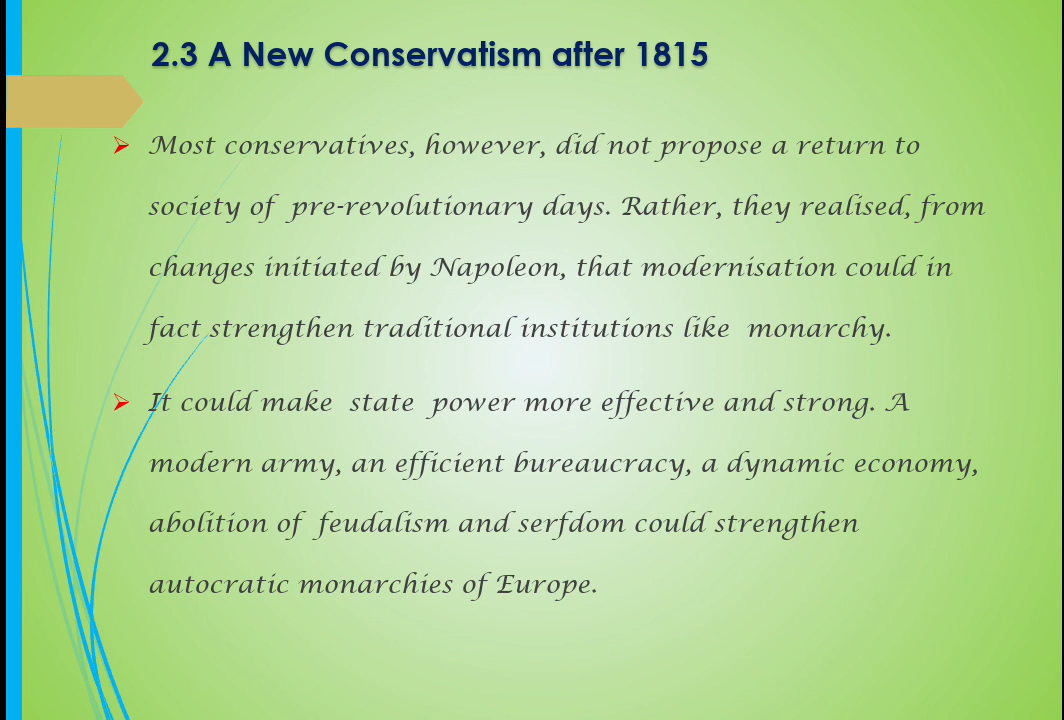 2.3 A New Conservatism after 1815
Most conservatives, however, did not propose a return to
society of pre-revolutionary days. Rather, they realised, from
changes initiated by Napoleon, that modernisation could in
fact strengthen traditional institutions like monarchy.
It could make state power more effective and strong. A
modern army, an efficient bureaucracy, a dynamic economy,
abolition of feudalism and serfdom could strengthen
autocratic monarchies of Europe.